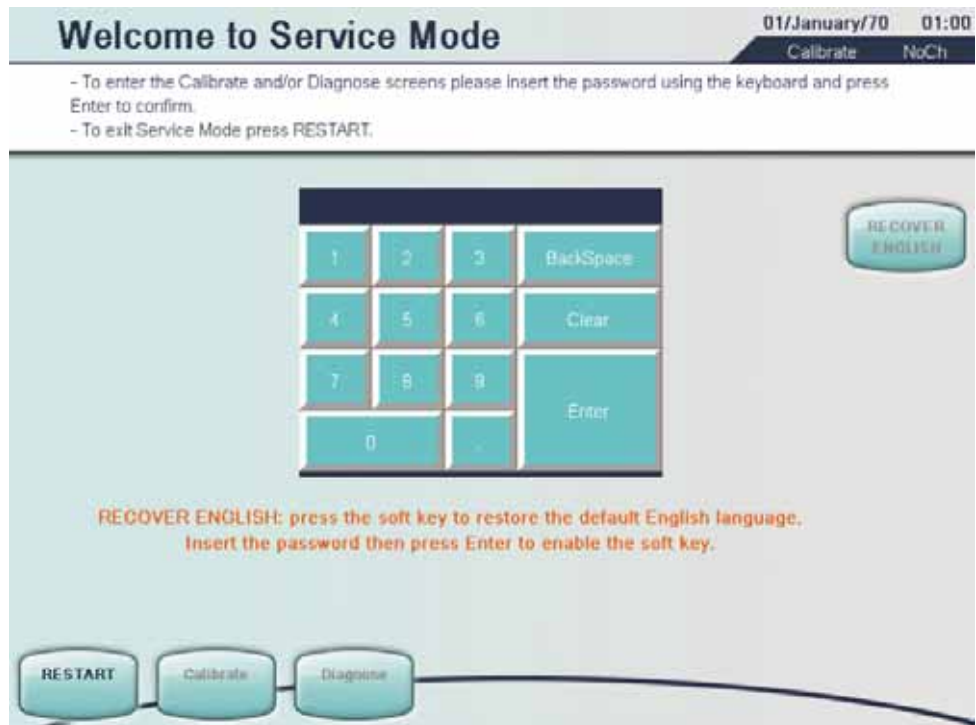 Welcome to Service Mode
01/January/70 01:00
Calibrate NoCh
- To enter the Calibrate and/or Diagnose screens please insert the password using the keyboard and press
Enter to confirm.
- To exit Service Mode press RESTART.
1 2 3 BackSpace
4 5 6 Clear
7 8 9
Enter
0 .
RECOVER
ENGLISH
RECOVER ENGLISH: press the soft key to restore the default English language.
Insert the password then press Enter to enable the soft key.
RESTART Calibrate Diagnose